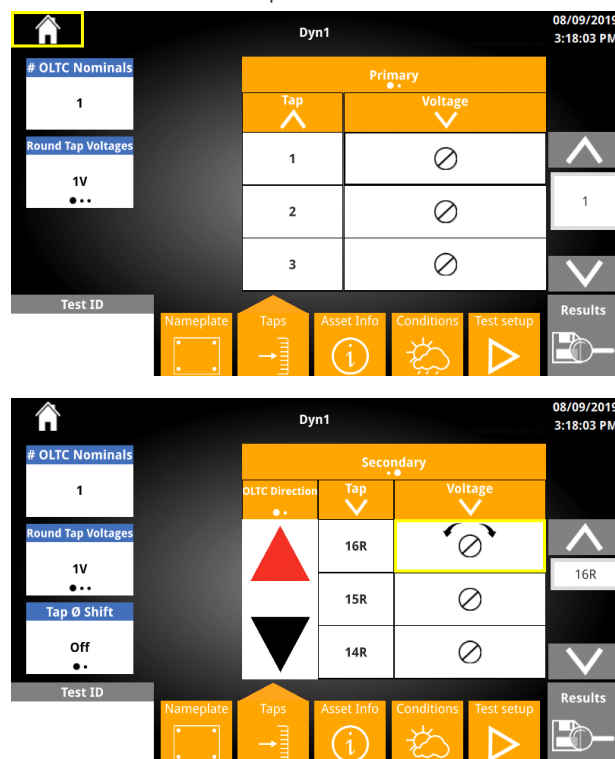 08/09/2019
Dyn1
3:18:03 PM
# OLTC Nominals
1
Primary
Tap
Voltage
Round Tap Voltages
1V
1
2
3
1
Test ID
Nameplate
Taps
Asset Info
Conditions
Test setup
Results
08/09/2019
Dyn1
3:18:03 PM
# OLTC Nominals
1
Secondary
OLTC Direction
Tap
Voltage
Round Tap Voltages
1V
16R
15R
14R
16R
Tap Ø Shift
Off
Test ID
Nameplate
Taps
Asset Info
Conditions
Test setup
Results